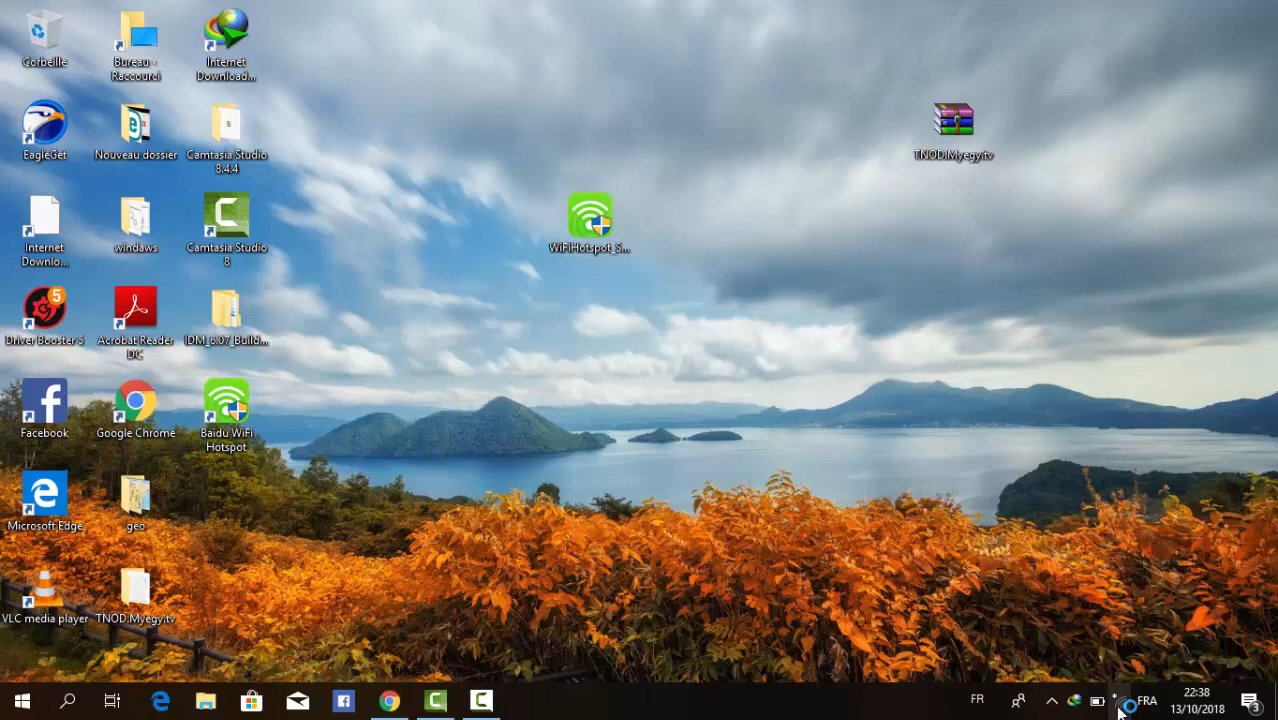 Corbeille
Bureau -
Raccourci
Internet
Download...
EagleGet
Nouveau dossier
Camtasia Studio
8.4.4
TNOD.Myegy.tv
Internet
Downlo...
windaws
Camtasia Studio
8
WiFiHotspot_S...
5
Driver Booster 5
Acrobat Reader
DC
IDM_6.07_Build...
Facebook
Google Chrome
Baidu WiFi
Hotspot
Microsoft Edge
geo
VLC media player
TNOD.Myegy.tv
FR
FRA
22:38
13/10/2018
3